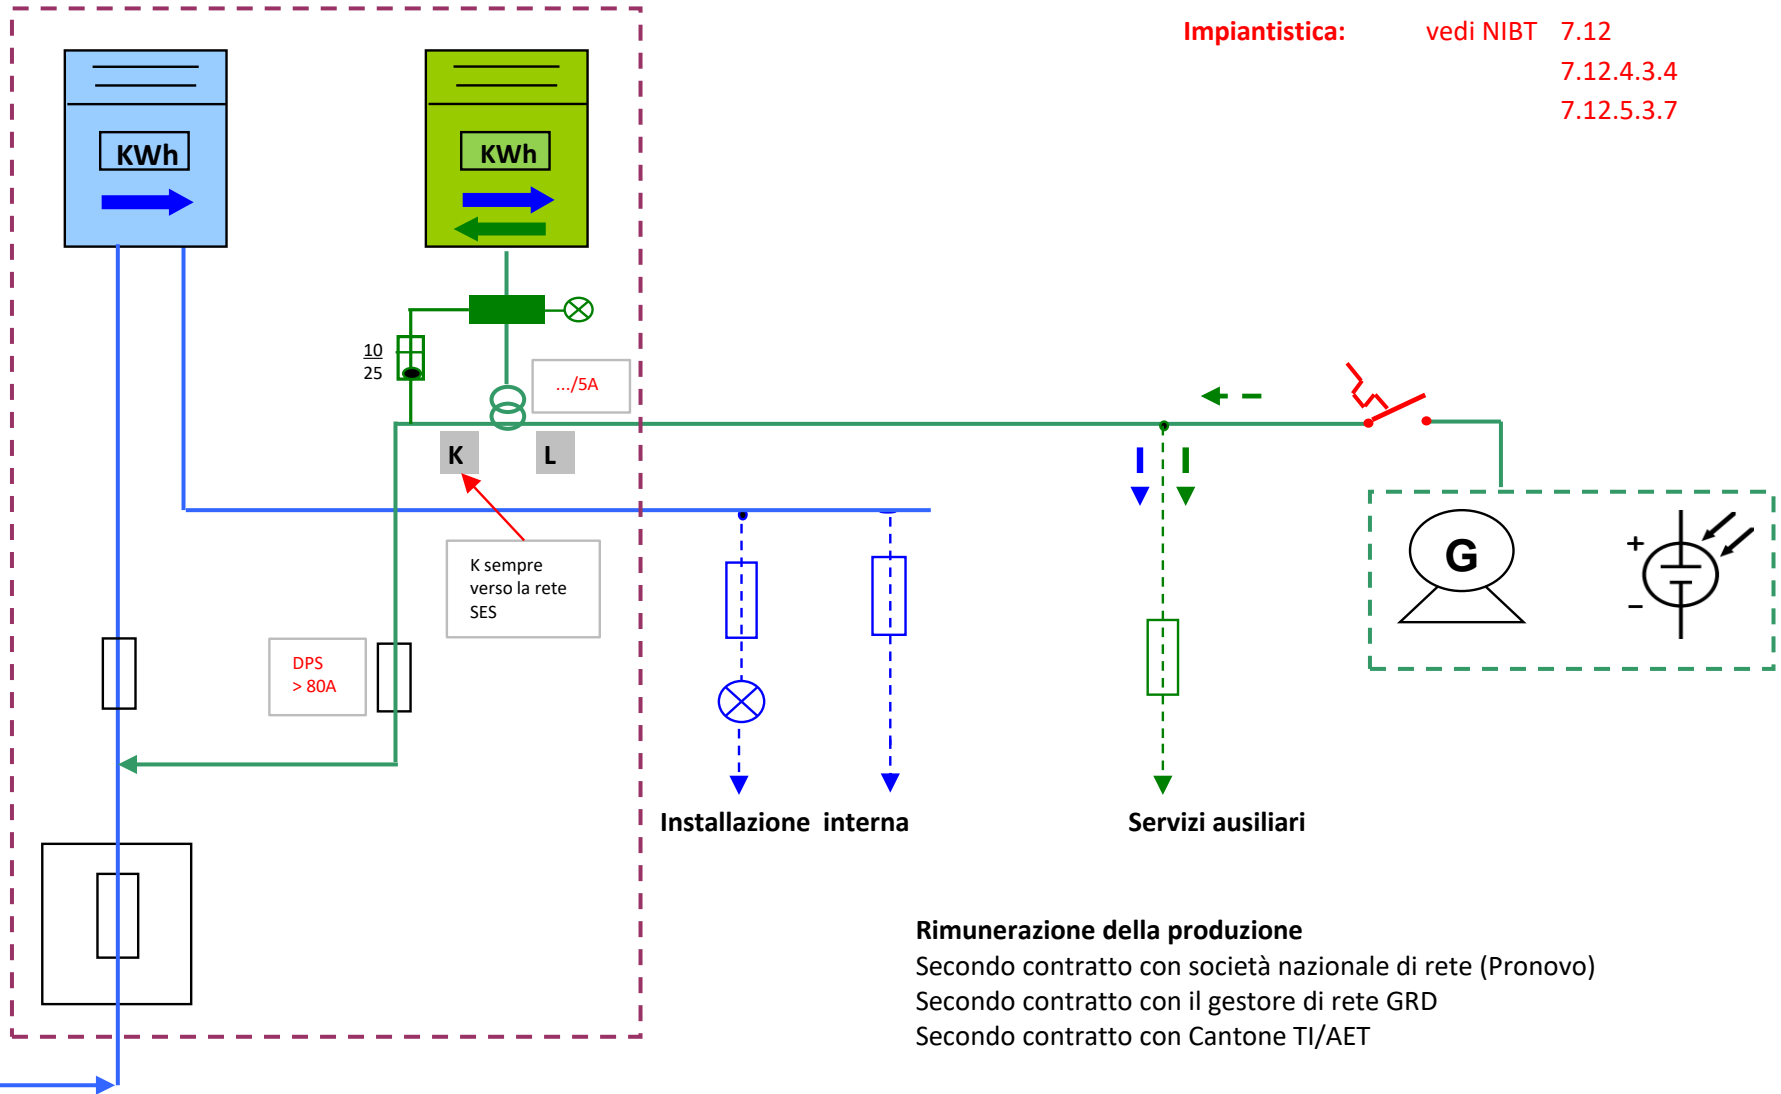 Impiantistica: vedi NIBT 7.12
7.12.4.3.4
7.12.5.3.7
KWh
KWh
10
25
.../5A
K
L
K sempre
verso la rete
SES
G
+
−
DPS
> 80A
Installazione interna
Servizi ausiliari
Rimunerazione della produzione
Secondo contratto con società nazionale di rete (Pronovo)
Secondo contratto con il gestore di rete GRD
Secondo contratto con Cantone TI/AET